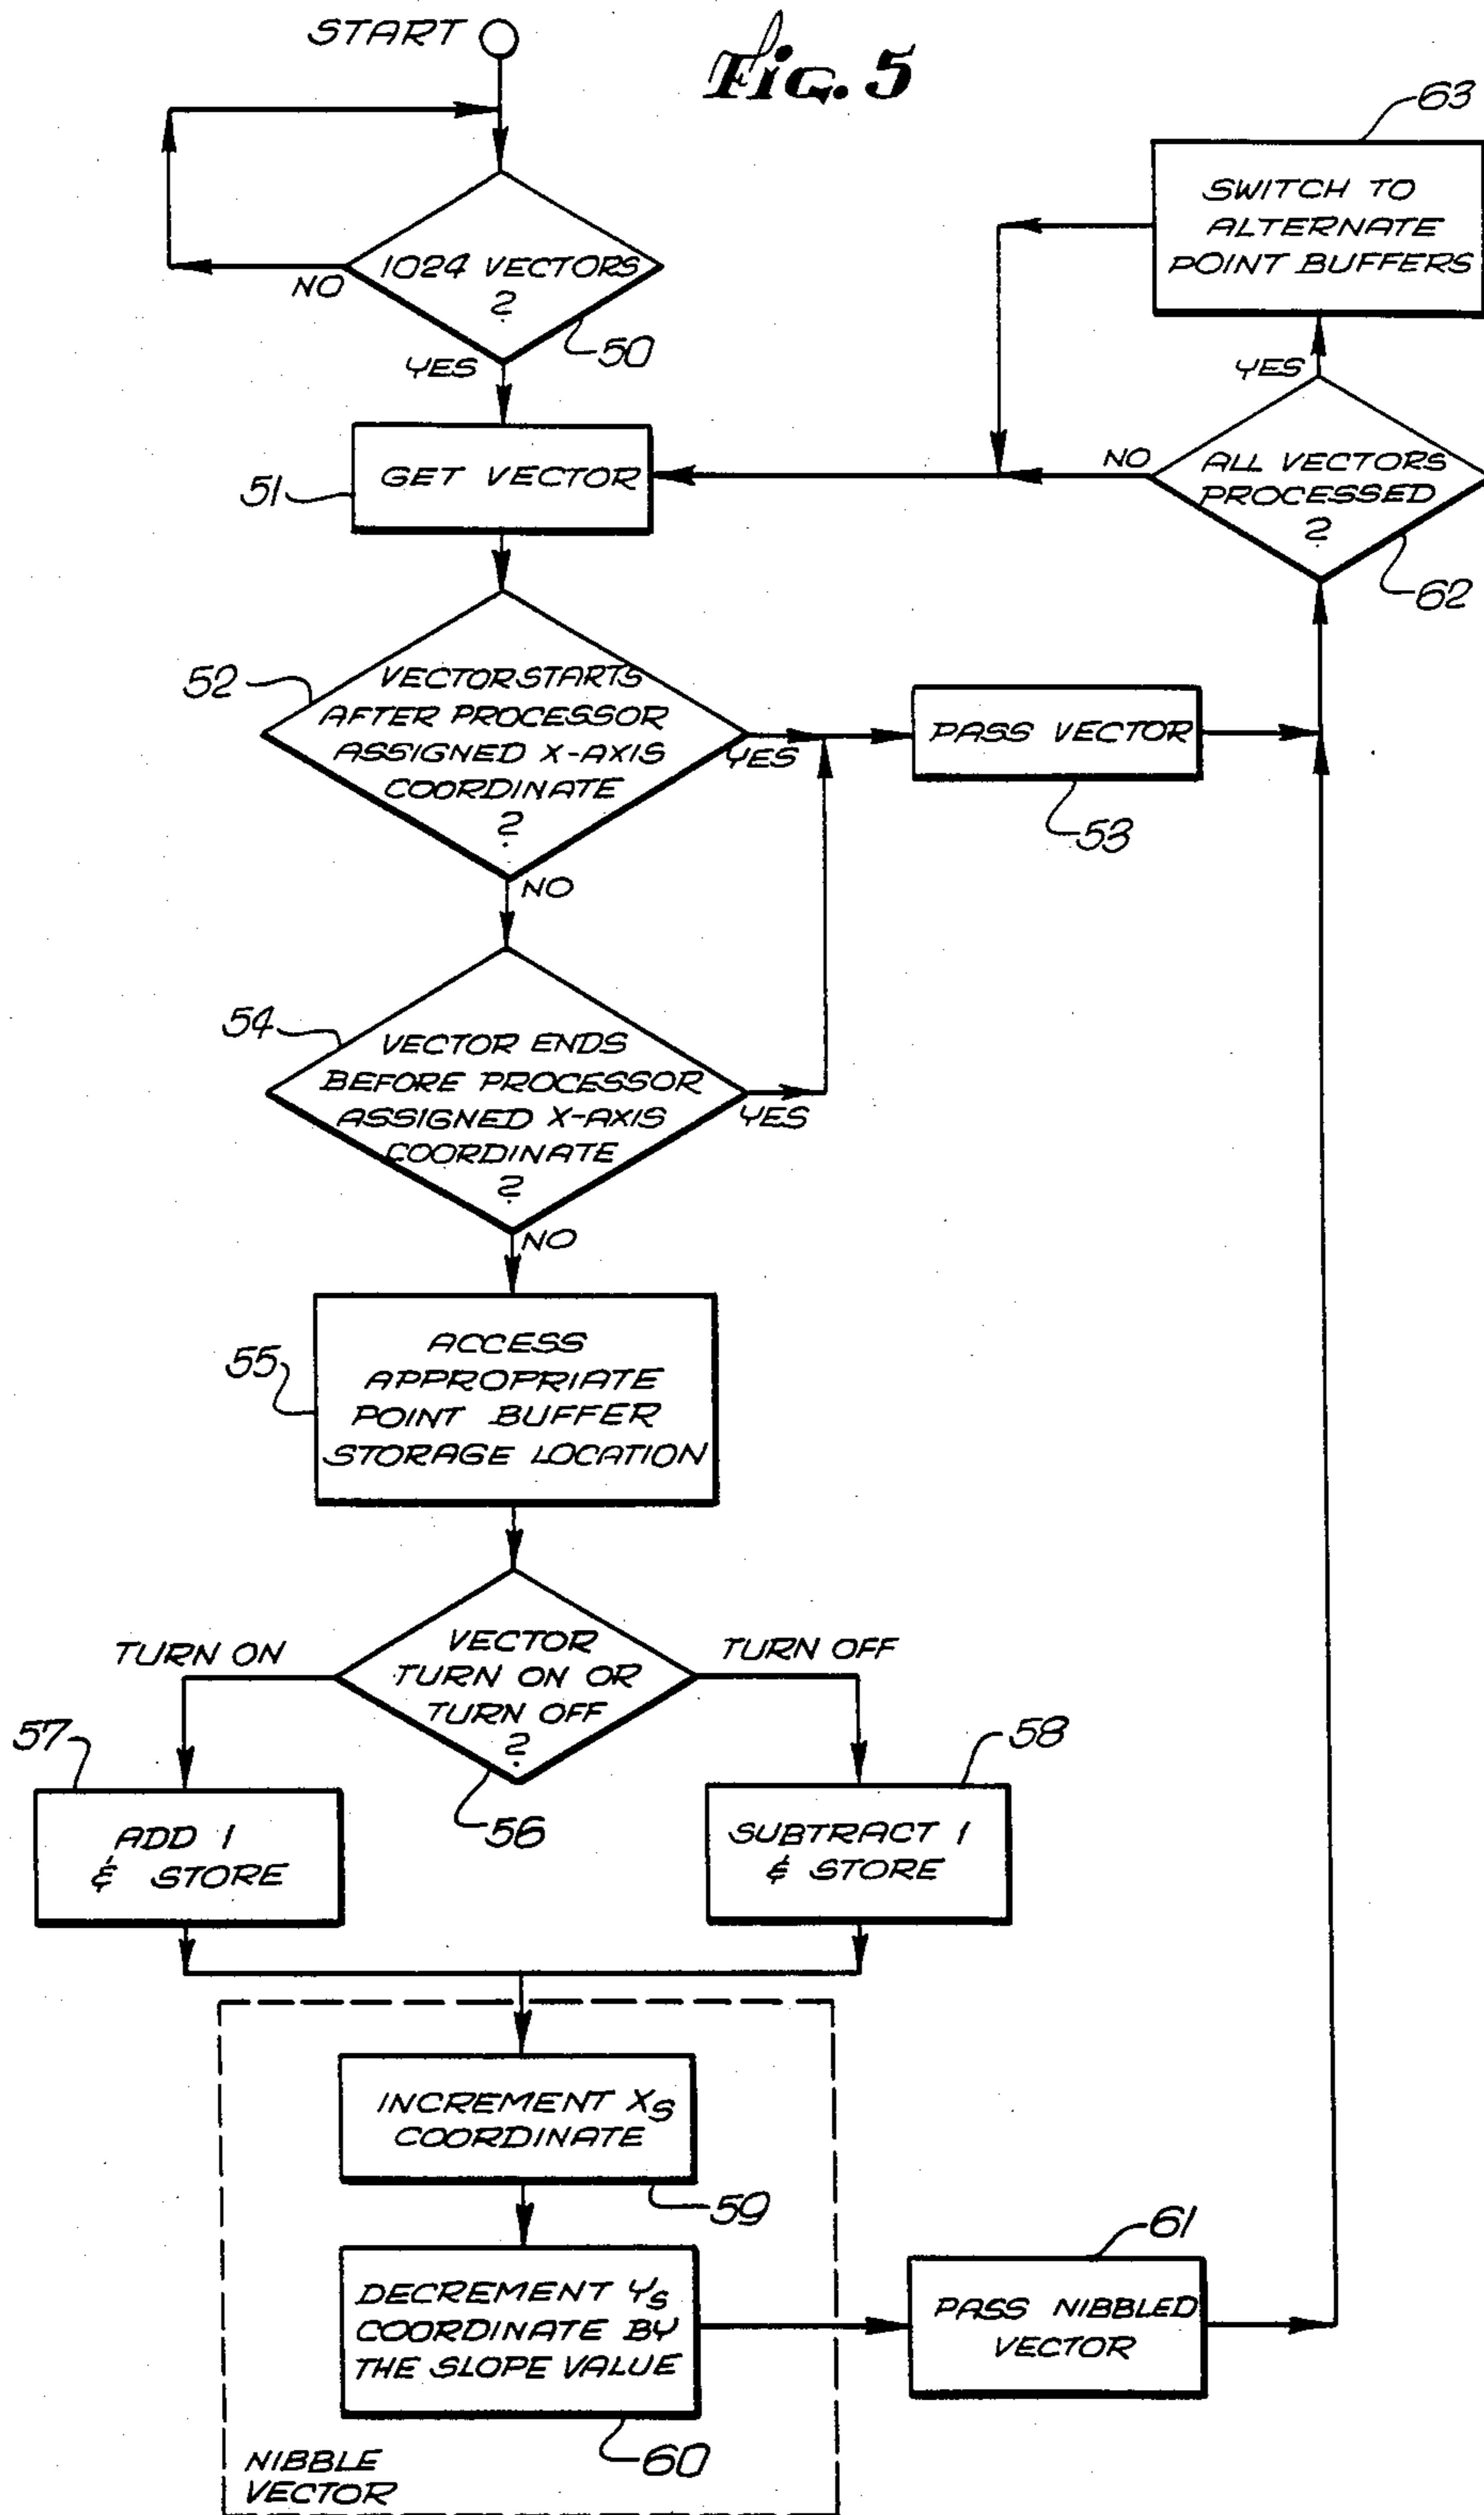 START
Fig. 5
1024 VECTORS
?
NO
YES
50
63
SWITCH TO
ALTERNATE
POINT BUFFERS
YES
GET VECTOR
51
NO
ALL VECTORS
PROCESSED
?
62
52
VECTOR STARTS
AFTER PROCESSOR
ASSIGNED X-AXIS
COORDINATE
?
YES
NO
PASS VECTOR
53
54
VECTOR ENDS
BEFORE PROCESSOR
ASSIGNED X-AXIS
COORDINATE
?
YES
NO
55
ACCESS
APPROPRIATE
POINT BUFFER
STORAGE LOCATION
TURN ON
VECTOR
TURN ON OR
TURN OFF
?
TURN OFF
56
57
ADD 1
& STORE
58
SUBTRACT 1
& STORE
INCREMENT XS
COORDINATE
59
DECREMENT YS
COORDINATE BY
THE SLOPE VALUE
60
61
PASS NIBBLED
VECTOR
NIBBLE
VECTOR